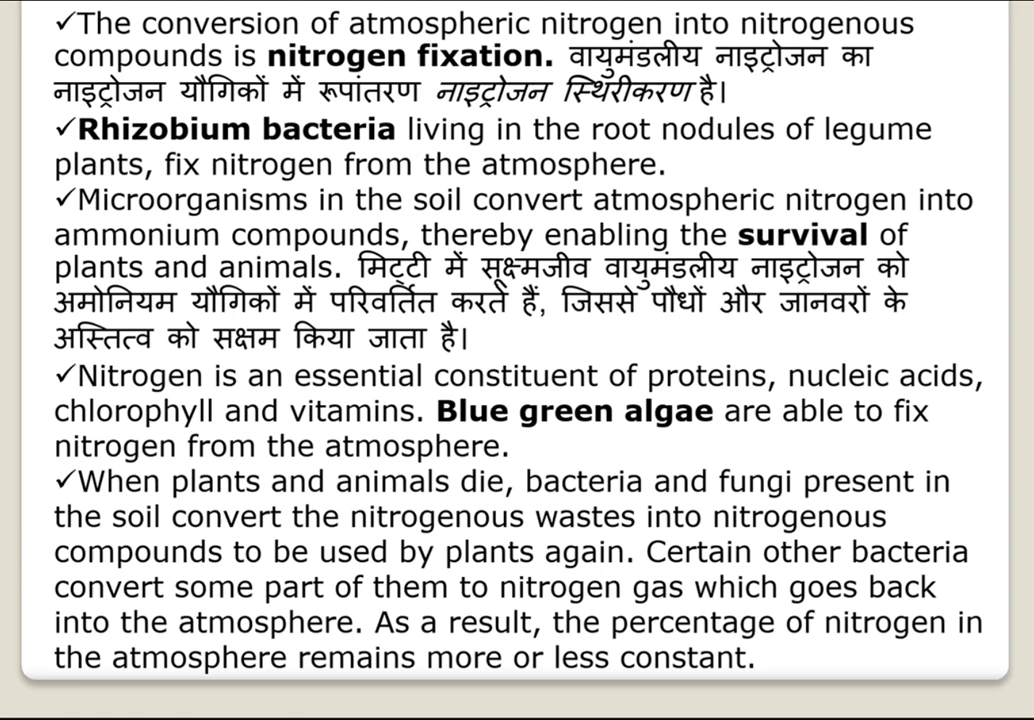 ✓The conversion of atmospheric nitrogen into nitrogenous
compounds is nitrogen fixation. वायुमंडलीय नाइट्रोजन का
नाइट्रोजन यौगिकों में रूपांतरण नाइट्रोजन स्थिरीकरण है।
✓Rhizobium bacteria living in the root nodules of legume
plants, fix nitrogen from the atmosphere.
✓Microorganisms in the soil convert atmospheric nitrogen into
ammonium compounds, thereby enabling the survival of
plants and animals. मिट्टी में सूक्ष्मजीव वायुमंडलीय नाइट्रोजन को
अमोनियम यौगिकों में परिवर्तित करते हैं, जिससे पौधों और जानवरों के
अस्तित्व को सक्षम किया जाता है।
✓Nitrogen is an essential constituent of proteins, nucleic acids,
chlorophyll and vitamins. Blue green algae are able to fix
nitrogen from the atmosphere.
✓When plants and animals die, bacteria and fungi present in
the soil convert the nitrogenous wastes into nitrogenous
compounds to be used by plants again. Certain other bacteria
convert some part of them to nitrogen gas which goes back
into the atmosphere. As a result, the percentage of nitrogen in
the atmosphere remains more or less constant.